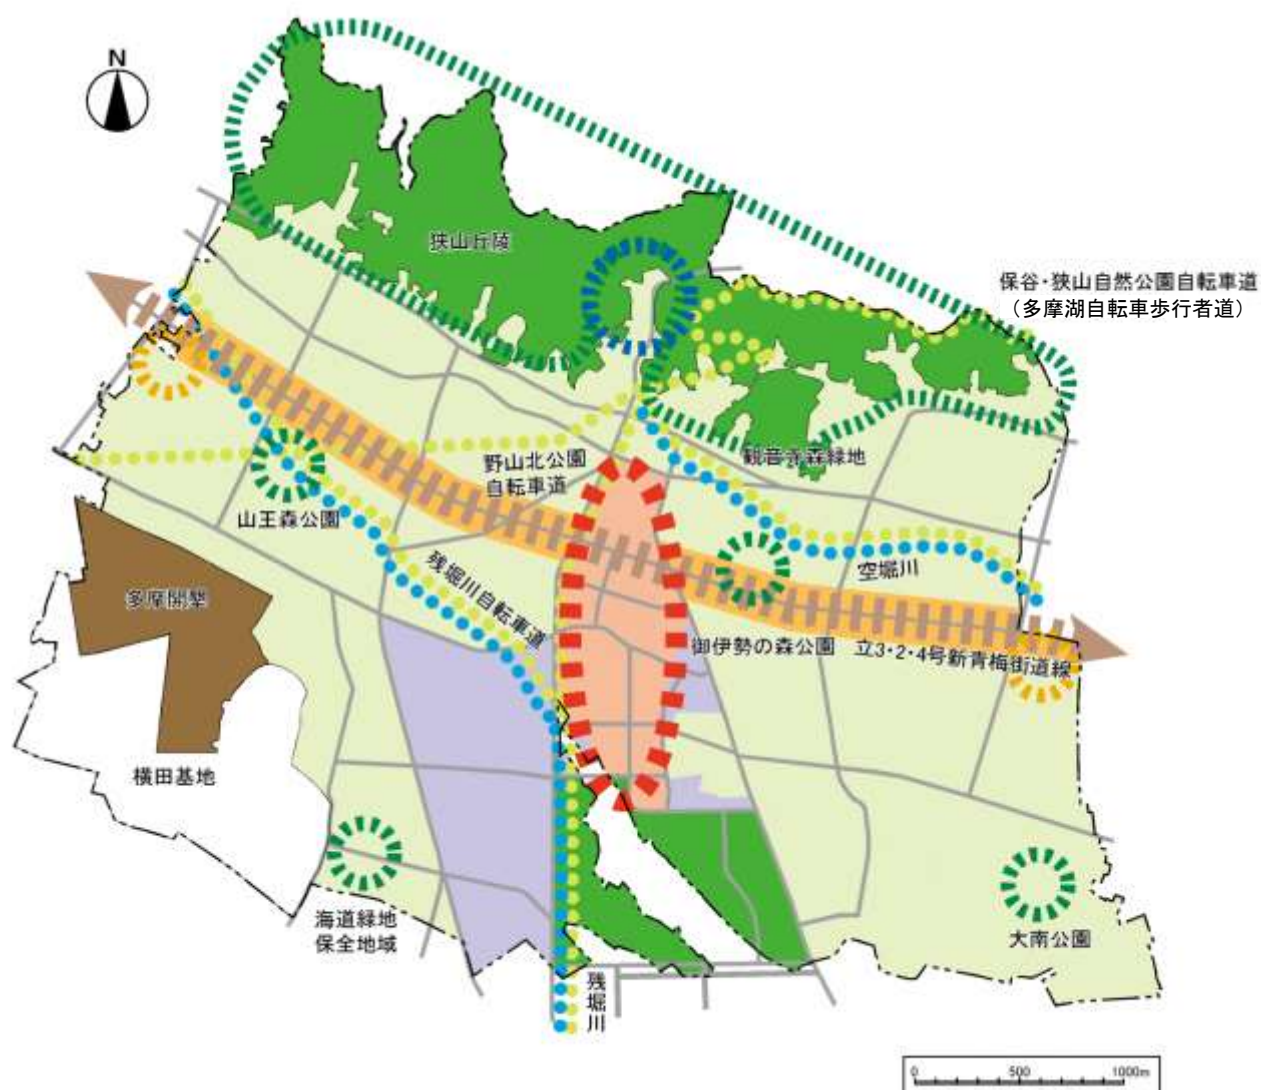 N
狭山丘陵
保谷・狭山自然公園自転車道
（多摩湖自転車歩行者道）
観音寺森緑地
野山北公園
自転車道
山王森公園
空堀川
残堀川自転車道
多摩開墾
御伊勢の森公園
立3・2・4号新青梅街道線
横田基地
海道緑地
保全地域
大南公園
残堀川
0 500 1000m